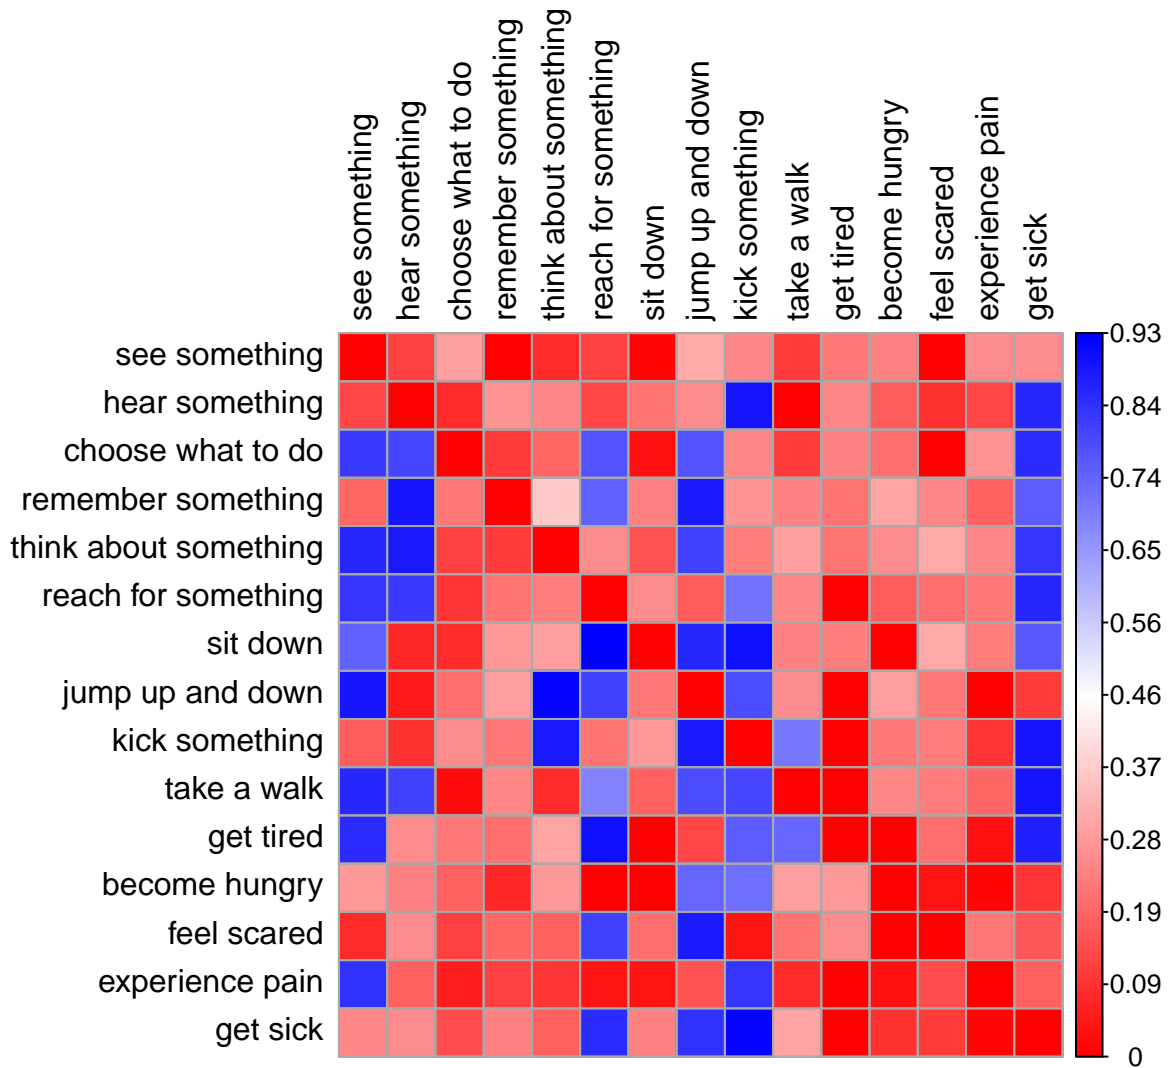 see something
hear something
choose what to do
remember something
think about something
reach for something
sit down
jump up and down
kick something
take a walk
get tired
become hungry
feel scared
experience pain
get sick
see something
hear something
choose what to do
remember something
think about something
reach for something
sit down
jump up and down
kick something
take a walk
get tired
become hungry
feel scared
experience pain
get sick
0.93
0.84
0.74
0.65
0.56
0.46
0.37
0.28
0.19
0.09
0